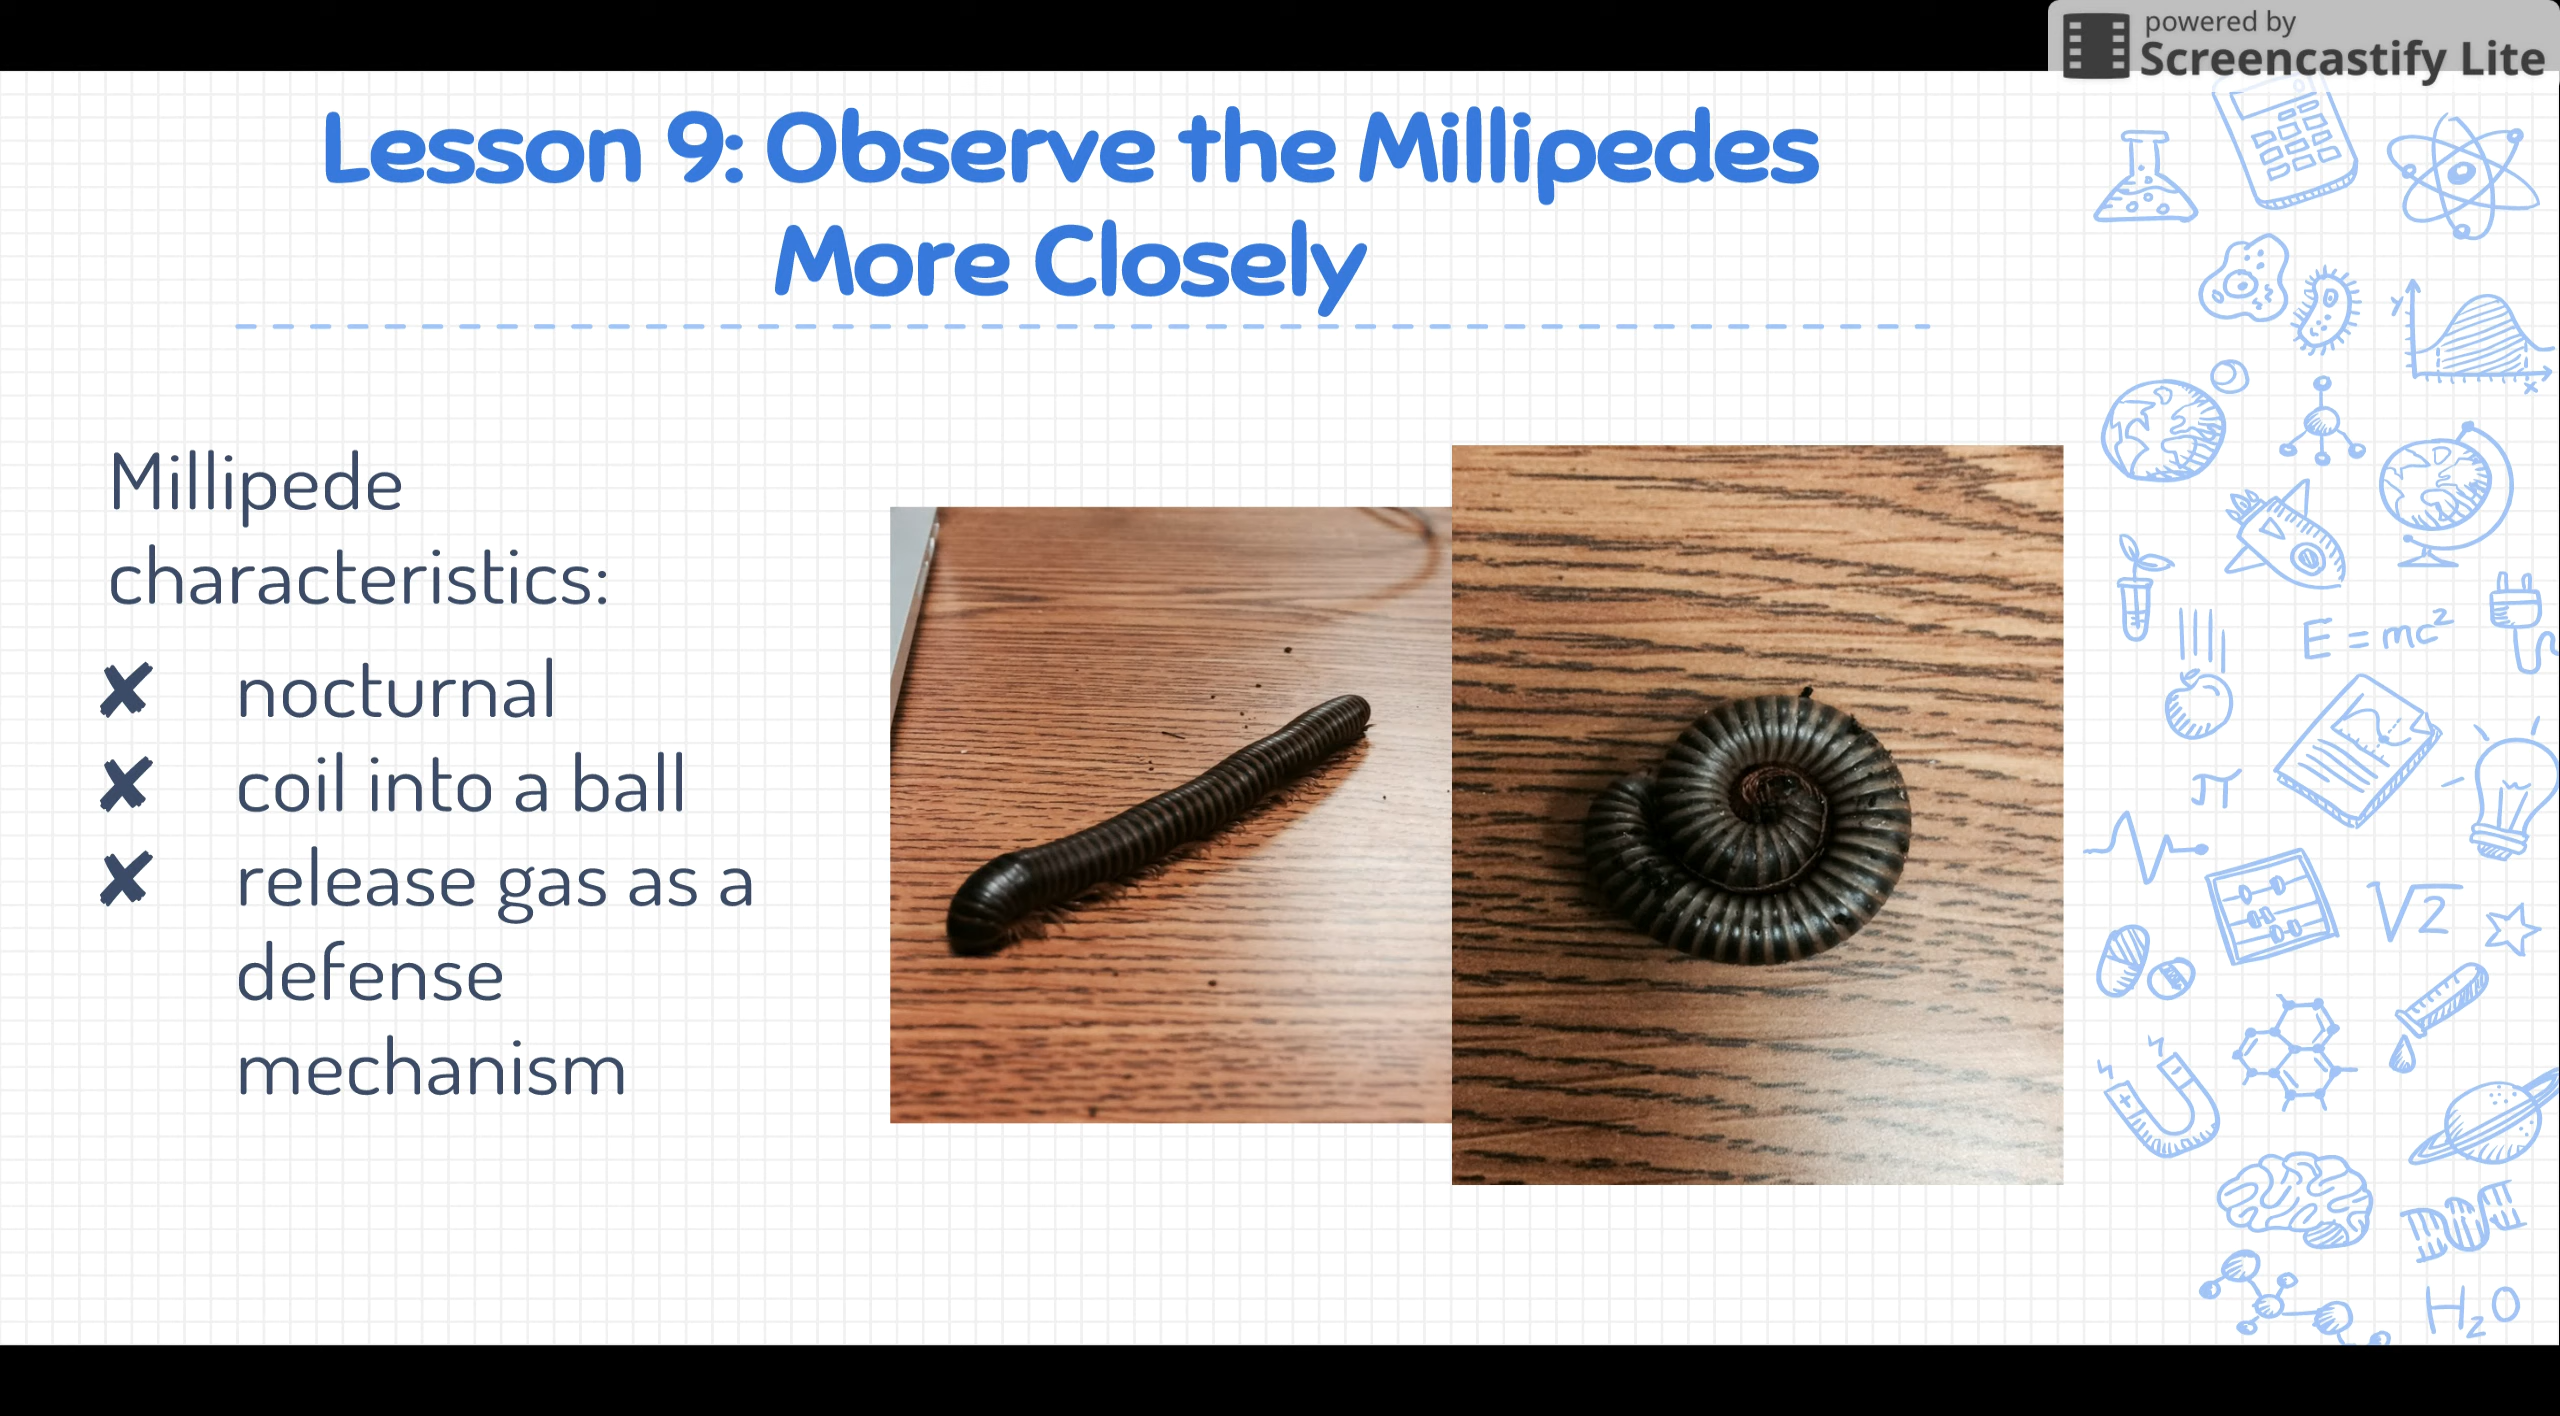 powered by
Screencastify Lite
Lesson 9: Observe the Millipedes
More Closely
Millipede
characteristics:
✘ nocturnal
✘ coil into a ball
✘ release gas as a
defense
mechanism
y
x
E = mc²
π
√2
H₂O